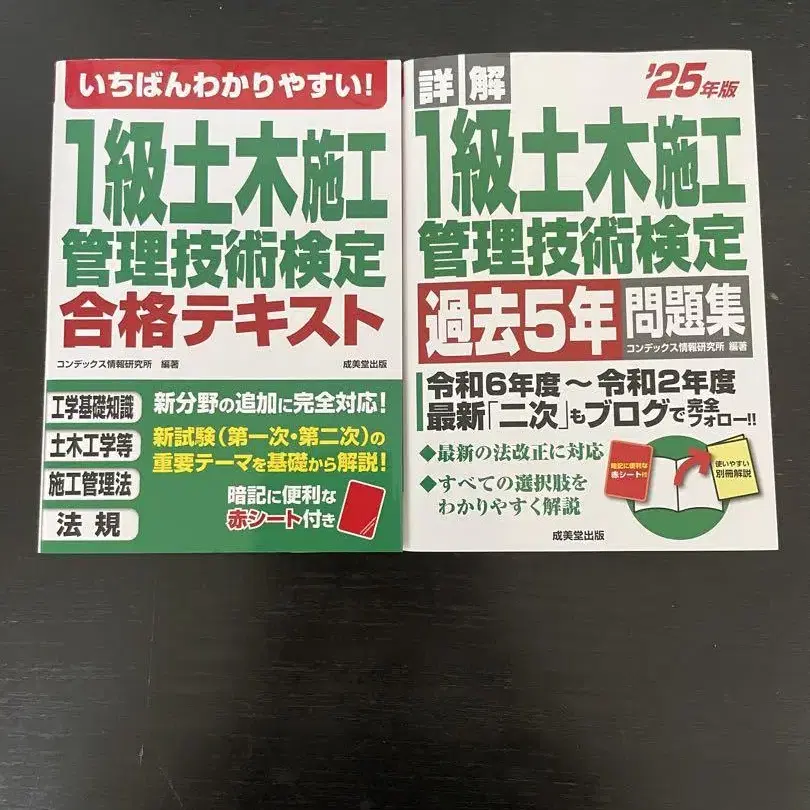 いちばんわかりやすい!
1級土木施工
管理技術検定
合格テキスト
コンデックス情報研究所 編著
成美堂出版
工学基礎知識
土木工学等
施工管理法
法規
新分野の追加に完全対応!
新試験(第一次・第二次)の
重要テーマを基礎から解説!
暗記に便利な
赤シート付き
詳解
'25年版
1級土木施工
管理技術検定
過去5年問題集
コンデックス情報研究所 編著
令和6年度~令和2年度
最新「二次」もブログで完全フォロー!!
◆最新の法改正に対応
◆すべての選択肢を
わかりやすく解説
暗記に便利な
赤シート付
使いやすい
別冊解説
成美堂出版